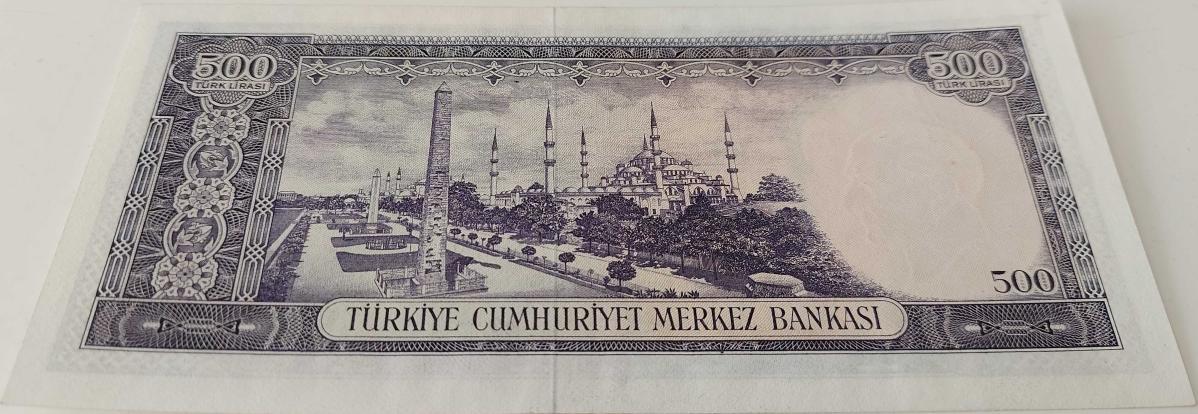 500
TÜRK LİRASI
500
TÜRK LİRASI
500
TÜRKİYE CUMHURİYET MERKEZ BANKASI